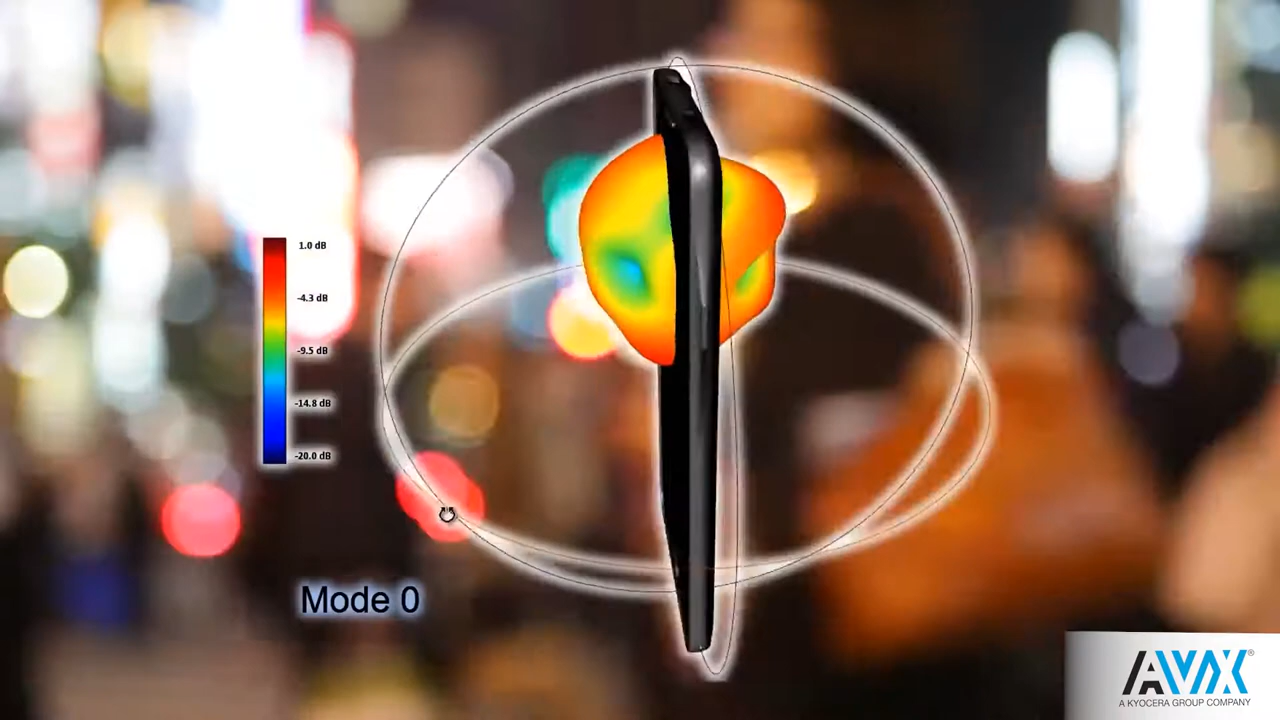 1.0 dB
-4.3 dB
-9.5 dB
-14.8 dB
-20.0 dB
Mode 0
AVX®
A KYOCERA GROUP COMPANY